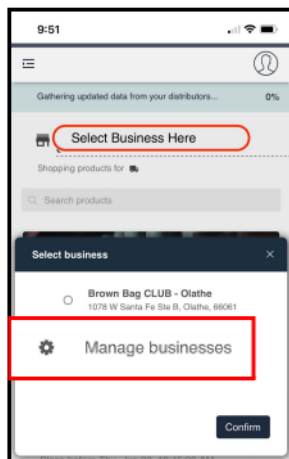 9:51
Gathering updated data from your distributors... 0%
Select Business Here
Shopping products for
Search products
Select business ×
Brown Bag CLUB - Olathe
1078 W Santa Fe Ste B, Olathe, 66061
Manage businesses
Confirm